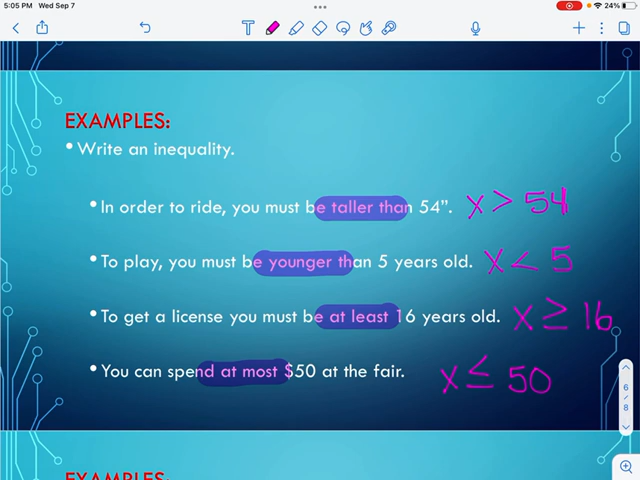 5:05 PM Wed Sep 7
24%
T
EXAMPLES:
• Write an inequality.
• In order to ride, you must be taller than 54”. x > 54
• To play, you must be younger than 5 years old. x < 5
• To get a license you must be at least 16 years old. x ≥ 16
• You can spend at most $50 at the fair. x ≤ 50
6
/
8
EXAMPLES: